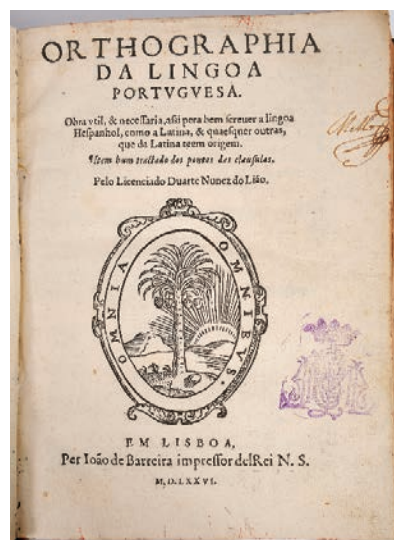 ORTHOGRAPHIA
DA LINGOA
PORTVGVESA.
Obra vtil, & necessaria, assi pera bem screuer a lingoa
Hespanhol, como a Latina, & quaesquer outras,
que da Latina teem origem.
Item hum tractado dos pontos das clausulas.
Pelo Licenciado Duarte Nunez do Lião.
OMNIA OMNIBVS.
EM LISBOA,
Per Ioão de Barreira impressor delRei N. S.
M.D.LXXVI.